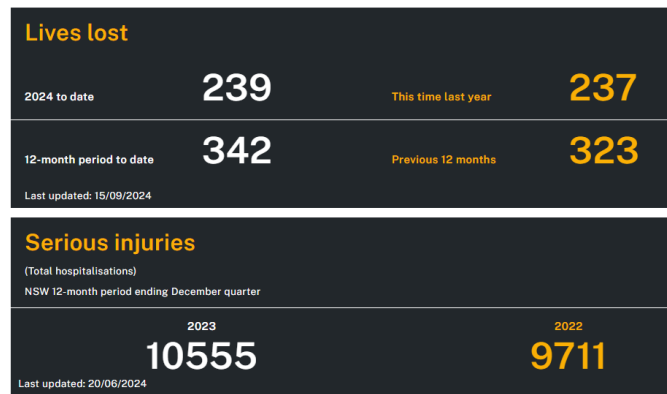 Lives lost
2024 to date 239 This time last year 237
12-month period to date 342 Previous 12 months 323
Last updated: 15/09/2024
Serious injuries
(Total hospitalisations)
NSW 12-month period ending December quarter
2023 2022
10555 9711
Last updated: 20/06/2024